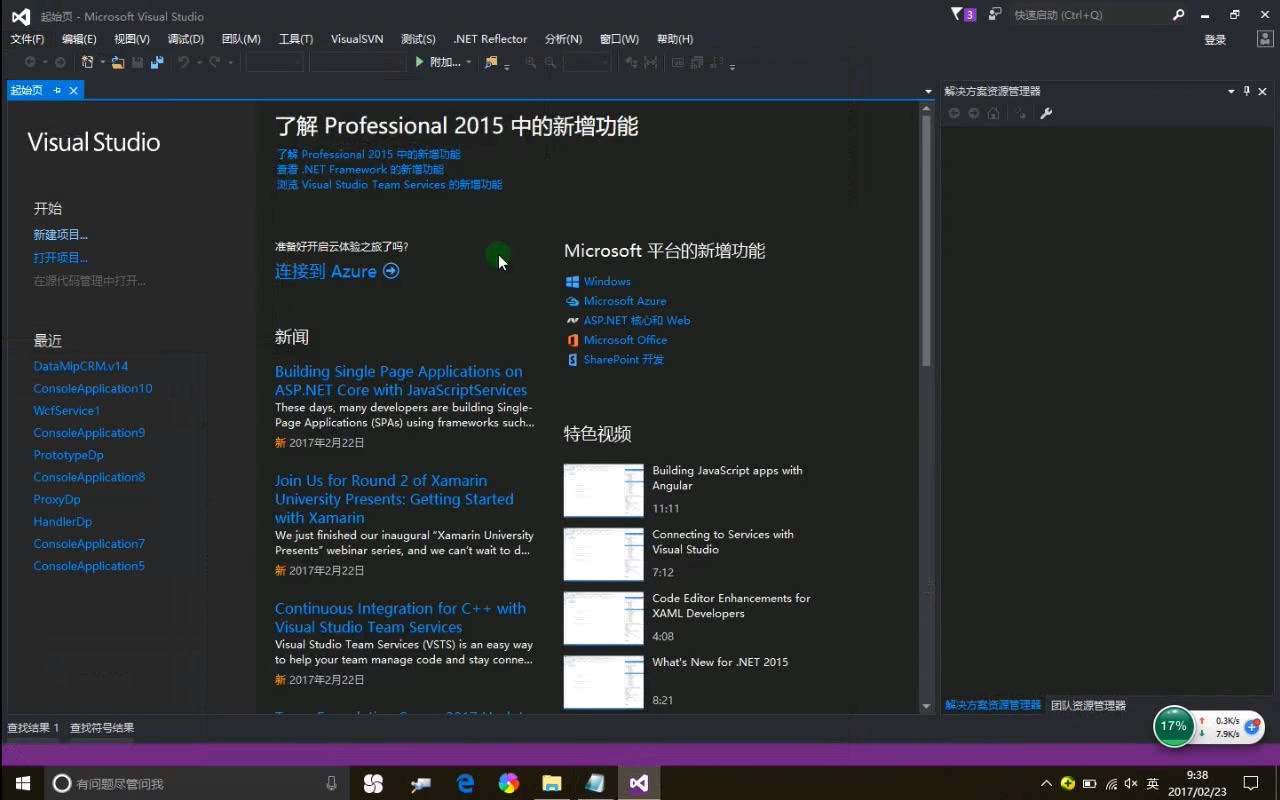 起始页 - Microsoft Visual Studio
3
快速启动 (Ctrl+Q)
文件(F) 编辑(E) 视图(V) 调试(D) 团队(M) 工具(T) VisualSVN 测试(S) .NET Reflector 分析(N) 窗口(W) 帮助(H)
登录
附加...
起始页
解决方案资源管理器
Visual Studio
开始
新建项目...
打开项目...
在源代码管理中打开...
最近
DataMipCRM.v14
ConsoleApplication10
WcfService1
ConsoleApplication9
PrototypeDp
ConsoleApplication8
ProxyDp
HandlerDp
ConsoleApplication7
ConsoleApplication5
了解 Professional 2015 中的新增功能
了解 Professional 2015 中的新增功能
查看 .NET Framework 的新增功能
浏览 Visual Studio Team Services 的新增功能
准备好开启云体验之旅了吗?
连接到 Azure
新闻
Building Single Page Applications on
ASP.NET Core with JavaScriptServices
These days, many developers are building Single-
Page Applications (SPAs) using frameworks such...
新 2017年2月22日
Join Us for Round 2 of Xamarin
University Presents: Getting Started
with Xamarin
We just finished our inaugural “Xamarin University
Presents” webinar series, and we can’t wait to d...
新 2017年2月22日
Continuous Integration for C++ with
Visual Studio Team Services
Visual Studio Team Services (VSTS) is an easy way
to help your team manage code and stay conne...
新 2017年2月22日
Microsoft 平台的新增功能
Windows
Microsoft Azure
ASP.NET 核心和 Web
Microsoft Office
SharePoint 开发
特色视频
Building JavaScript apps with
Angular
11:11
Connecting to Services with
Visual Studio
7:12
Code Editor Enhancements for
XAML Developers
4:08
What's New for .NET 2015
8:21
解决方案资源管理器 团队资源管理器
查找结果 1 查找符号结果
17%
0.3K/s
7.9K/s
有问题尽管问我
英
9:38
2017/02/23